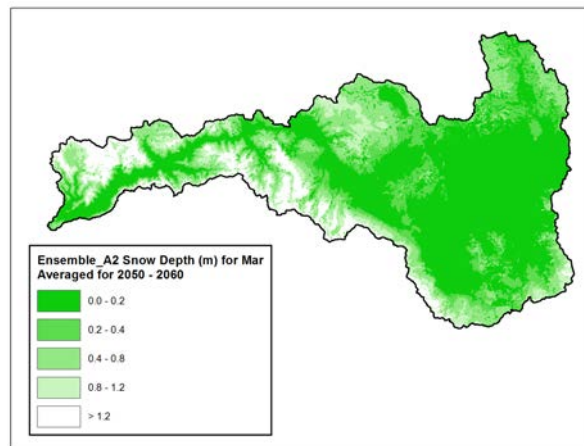 Ensemble_A2 Snow Depth (m) for Mar
Averaged for 2050 - 2060
0.0 - 0.2
0.2 - 0.4
0.4 - 0.8
0.8 - 1.2
> 1.2